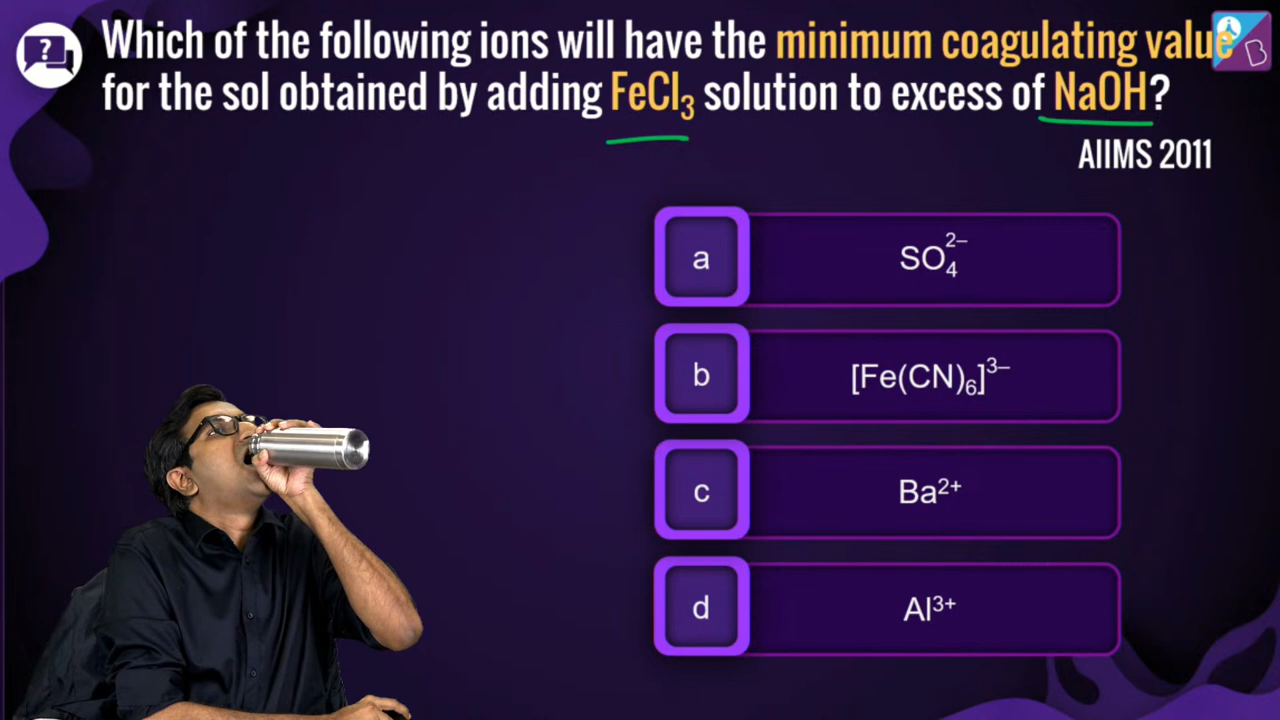 Which of the following ions will have the minimum coagulating value
for the sol obtained by adding FeCl₃ solution to excess of NaOH?
AIIMS 2011
a SO₄²⁻
b [Fe(CN)₆]³⁻
c Ba²⁺
d Al³⁺
?
B